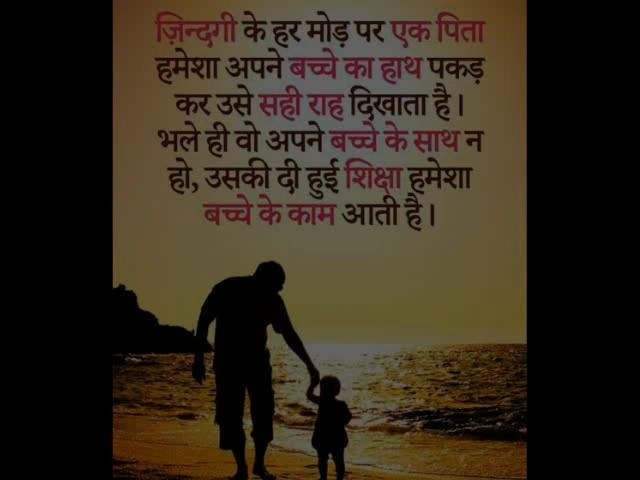 ज़िन्दगी के हर मोड़ पर एक पिता
हमेशा अपने बच्चे का हाथ पकड़
कर उसे सही राह दिखाता है।
भले ही वो अपने बच्चे के साथ न
हो, उसकी दी हुई शिक्षा हमेशा
बच्चे के काम आती है।